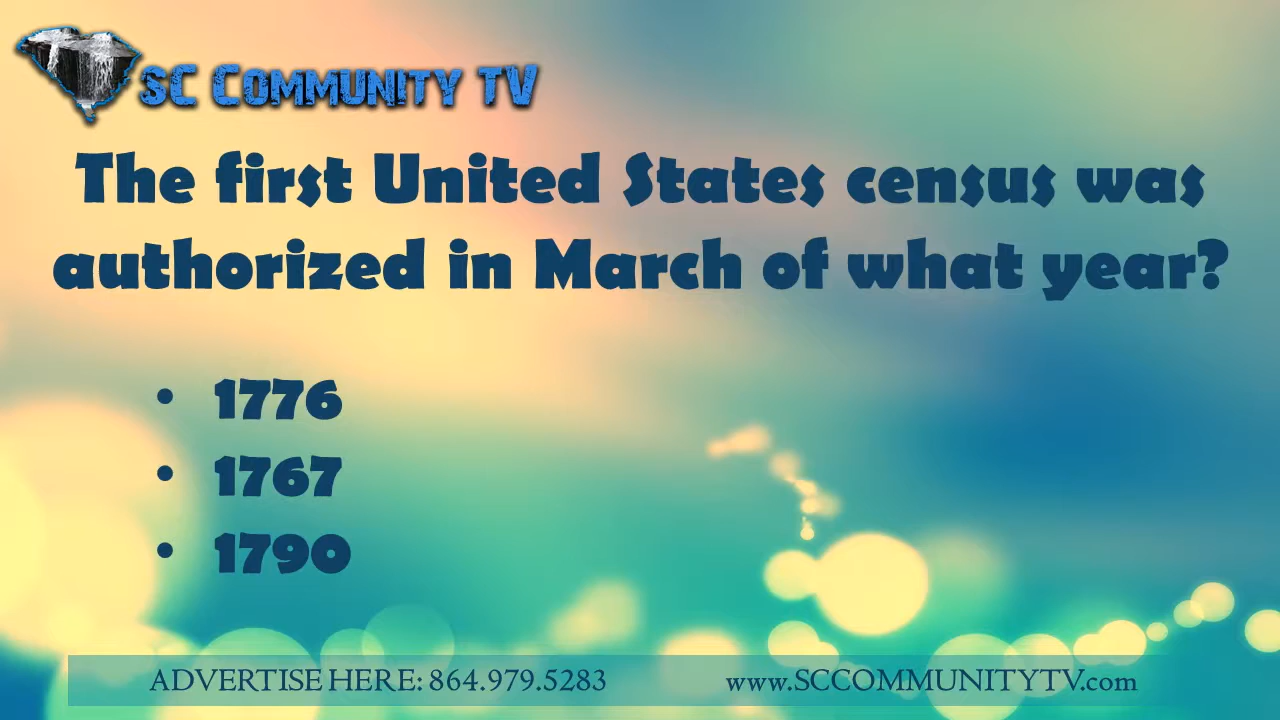 SC COMMUNITY TV
The first United States census was
authorized in March of what year?
• 1776
• 1767
• 1790
ADVERTISE HERE: 864.979.5283 www.SCCOMMUNITYTV.com